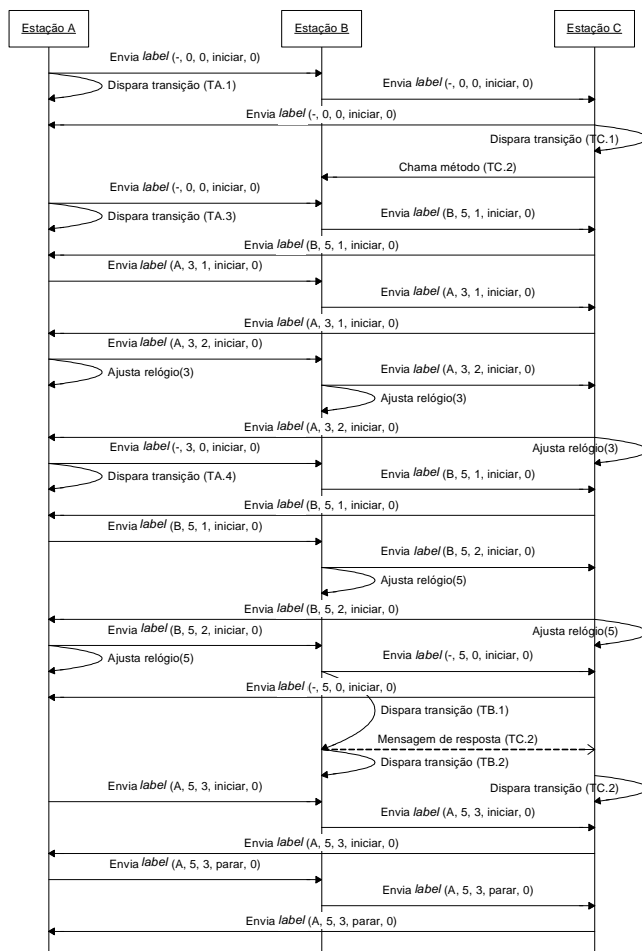 Estação A
Estação B
Estação C
Envia label (-, 0, 0, iniciar, 0)
Dispara transição (TA.1)
Envia label (-, 0, 0, iniciar, 0)
Envia label (-, 0, 0, iniciar, 0)
Dispara transição (TC.1)
Chama método (TC.2)
Envia label (-, 0, 0, iniciar, 0)
Dispara transição (TA.3)
Envia label (B, 5, 1, iniciar, 0)
Envia label (B, 5, 1, iniciar, 0)
Envia label (A, 3, 1, iniciar, 0)
Envia label (A, 3, 1, iniciar, 0)
Envia label (A, 3, 1, iniciar, 0)
Envia label (A, 3, 2, iniciar, 0)
Ajusta relógio(3)
Envia label (A, 3, 2, iniciar, 0)
Ajusta relógio(3)
Envia label (A, 3, 2, iniciar, 0)
Ajusta relógio(3)
Envia label (-, 3, 0, iniciar, 0)
Dispara transição (TA.4)
Envia label (B, 5, 1, iniciar, 0)
Envia label (B, 5, 1, iniciar, 0)
Envia label (B, 5, 1, iniciar, 0)
Envia label (B, 5, 2, iniciar, 0)
Ajusta relógio(5)
Envia label (B, 5, 2, iniciar, 0)
Ajusta relógio(5)
Envia label (B, 5, 2, iniciar, 0)
Ajusta relógio(5)
Envia label (-, 5, 0, iniciar, 0)
Envia label (-, 5, 0, iniciar, 0)
Dispara transição (TB.1)
Mensagem de resposta (TC.2)
Dispara transição (TB.2)
Dispara transição (TC.2)
Envia label (A, 5, 3, iniciar, 0)
Envia label (A, 5, 3, iniciar, 0)
Envia label (A, 5, 3, iniciar, 0)
Envia label (A, 5, 3, parar, 0)
Envia label (A, 5, 3, parar, 0)
Envia label (A, 5, 3, parar, 0)